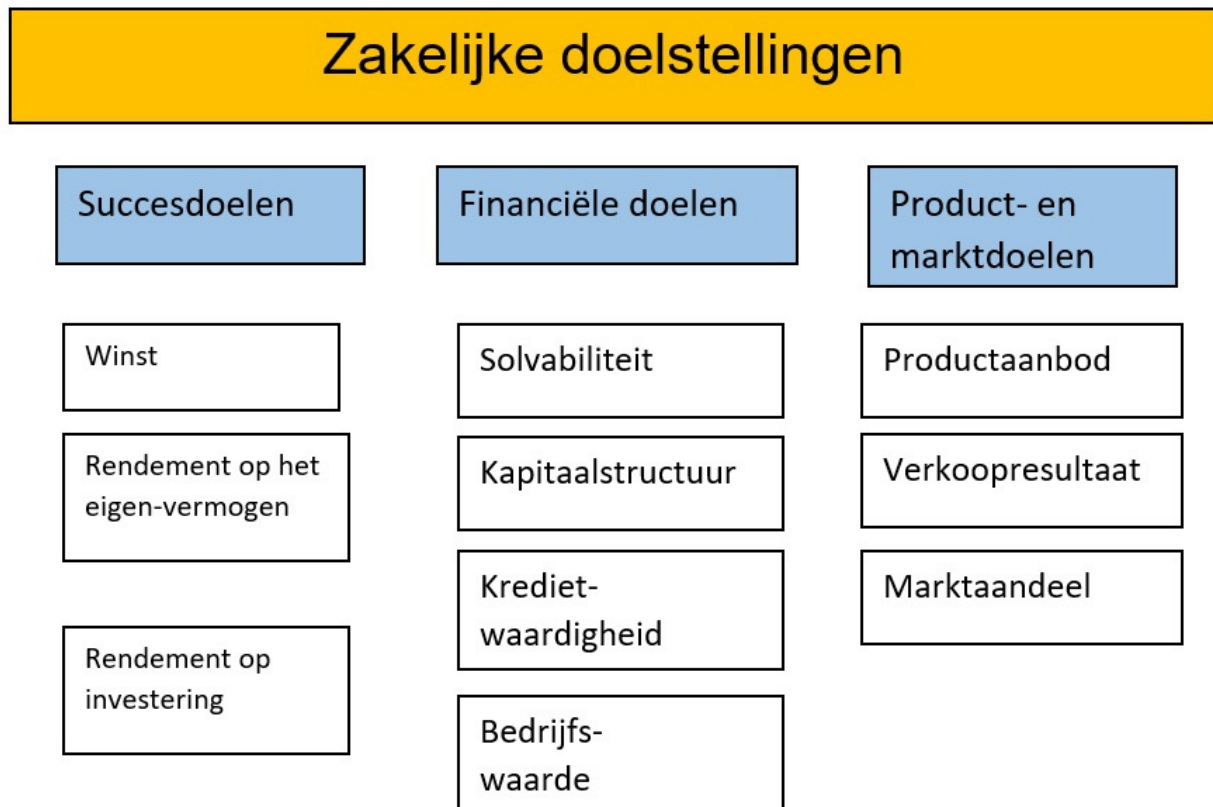 Zakelijke doelstellingen
Succesdoelen
Winst
Rendement op het
eigen-vermogen
Rendement op
investering
Financiële doelen
Solvabiliteit
Kapitaalstructuur
Krediet-
waardigheid
Bedrijfs-
waarde
Product- en
marktdoelen
Productaanbod
Verkoopresultaat
Marktaandeel